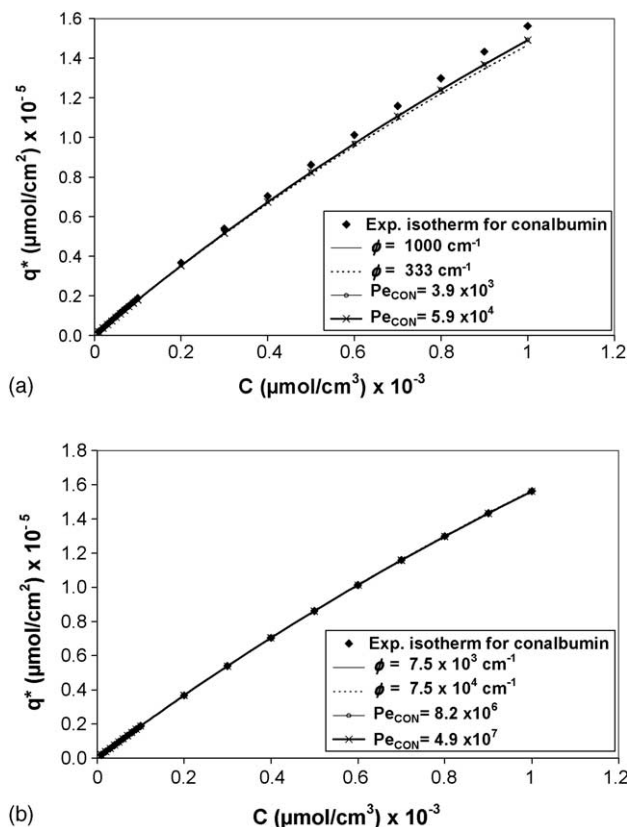 1.6
1.4
1.2
1.0
0.8
0.6
0.4
0.2
0.0
q* (µmol/cm²) x 10⁻⁵
Exp. isotherm for conalbumin
ϕ = 1000 cm⁻¹
ϕ = 333 cm⁻¹
Pe_CON = 3.9 x10³
Pe_CON = 5.9 x10⁴
0 0.2 0.4 0.6 0.8 1 1.2
C (µmol/cm³) x 10⁻³
(a)
1.8
1.6
1.4
1.2
1.0
0.8
0.6
0.4
0.2
0.0
q* (µmol/cm²) x 10⁻⁵
Exp. isotherm for conalbumin
ϕ = 7.5 x 10³ cm⁻¹
ϕ = 7.5 x 10⁴ cm⁻¹
Pe_CON = 8.2 x10⁶
Pe_CON = 4.9 x10⁷
0 0.2 0.4 0.6 0.8 1 1.2
C (µmol/cm³) x 10⁻³
(b)